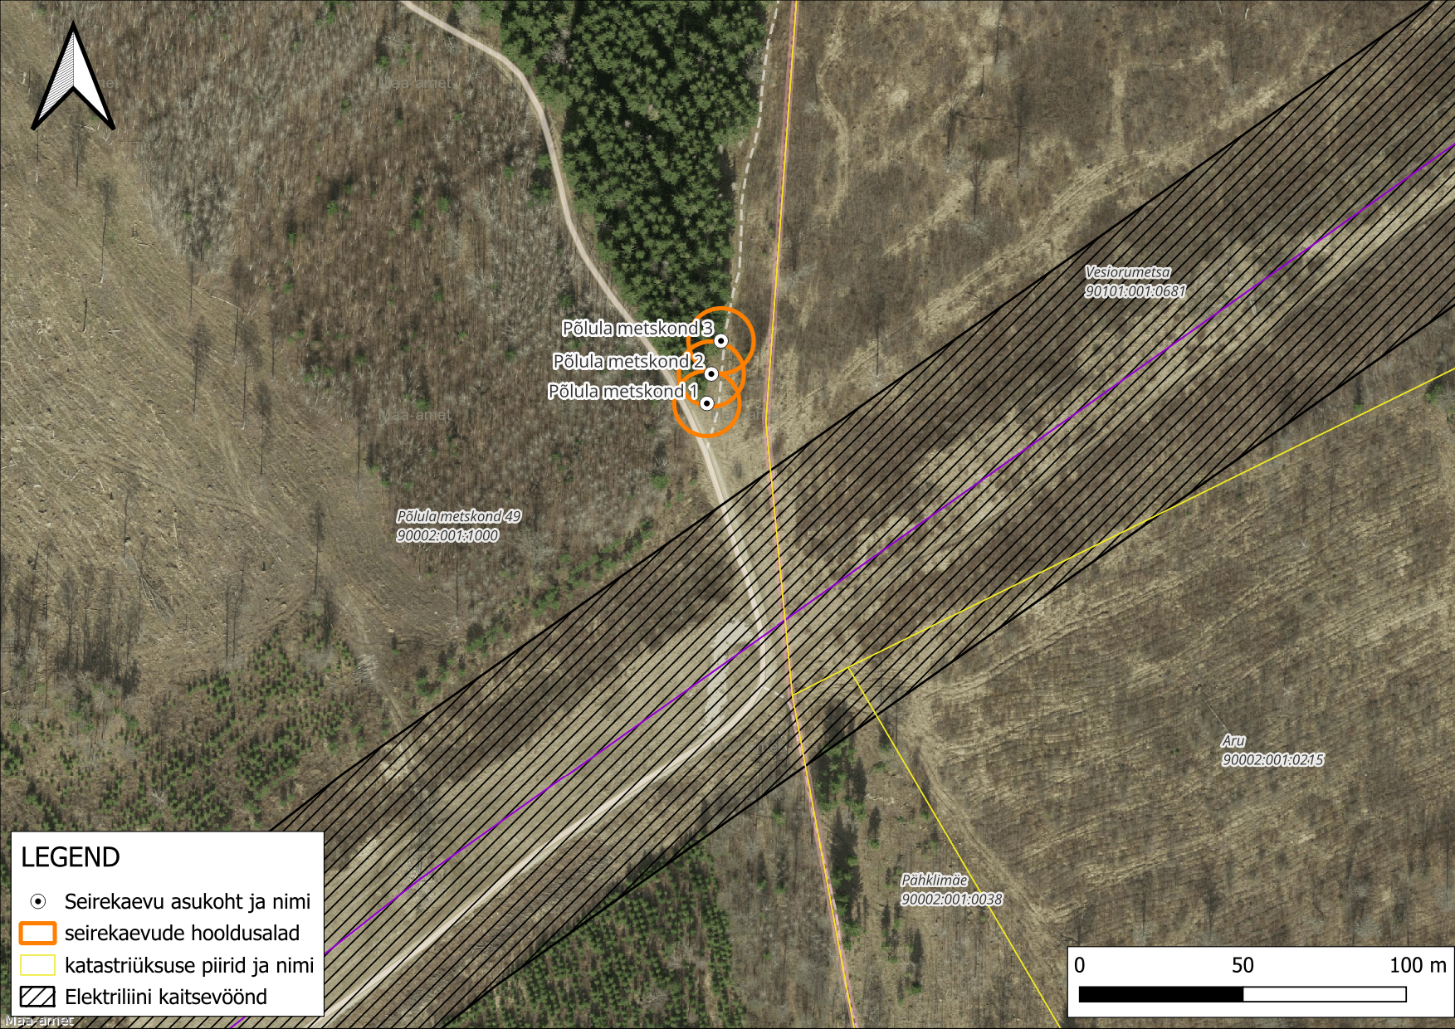 Maa-amet
Vesiorumetsa
90101:001:0681
Põlula metskond 3
Põlula metskond 2
Põlula metskond 1
Maa-amet
Põlula metskond 49
90002:001:1000
Aru
90002:001:0215
Pähklimäe
90002:001:0038
LEGEND
Seirekaevu asukoht ja nimi
seirekaevude hooldusalad
katastriüksuse piirid ja nimi
Elektriliini kaitsevöönd
0 50 100 m
Maa-amet